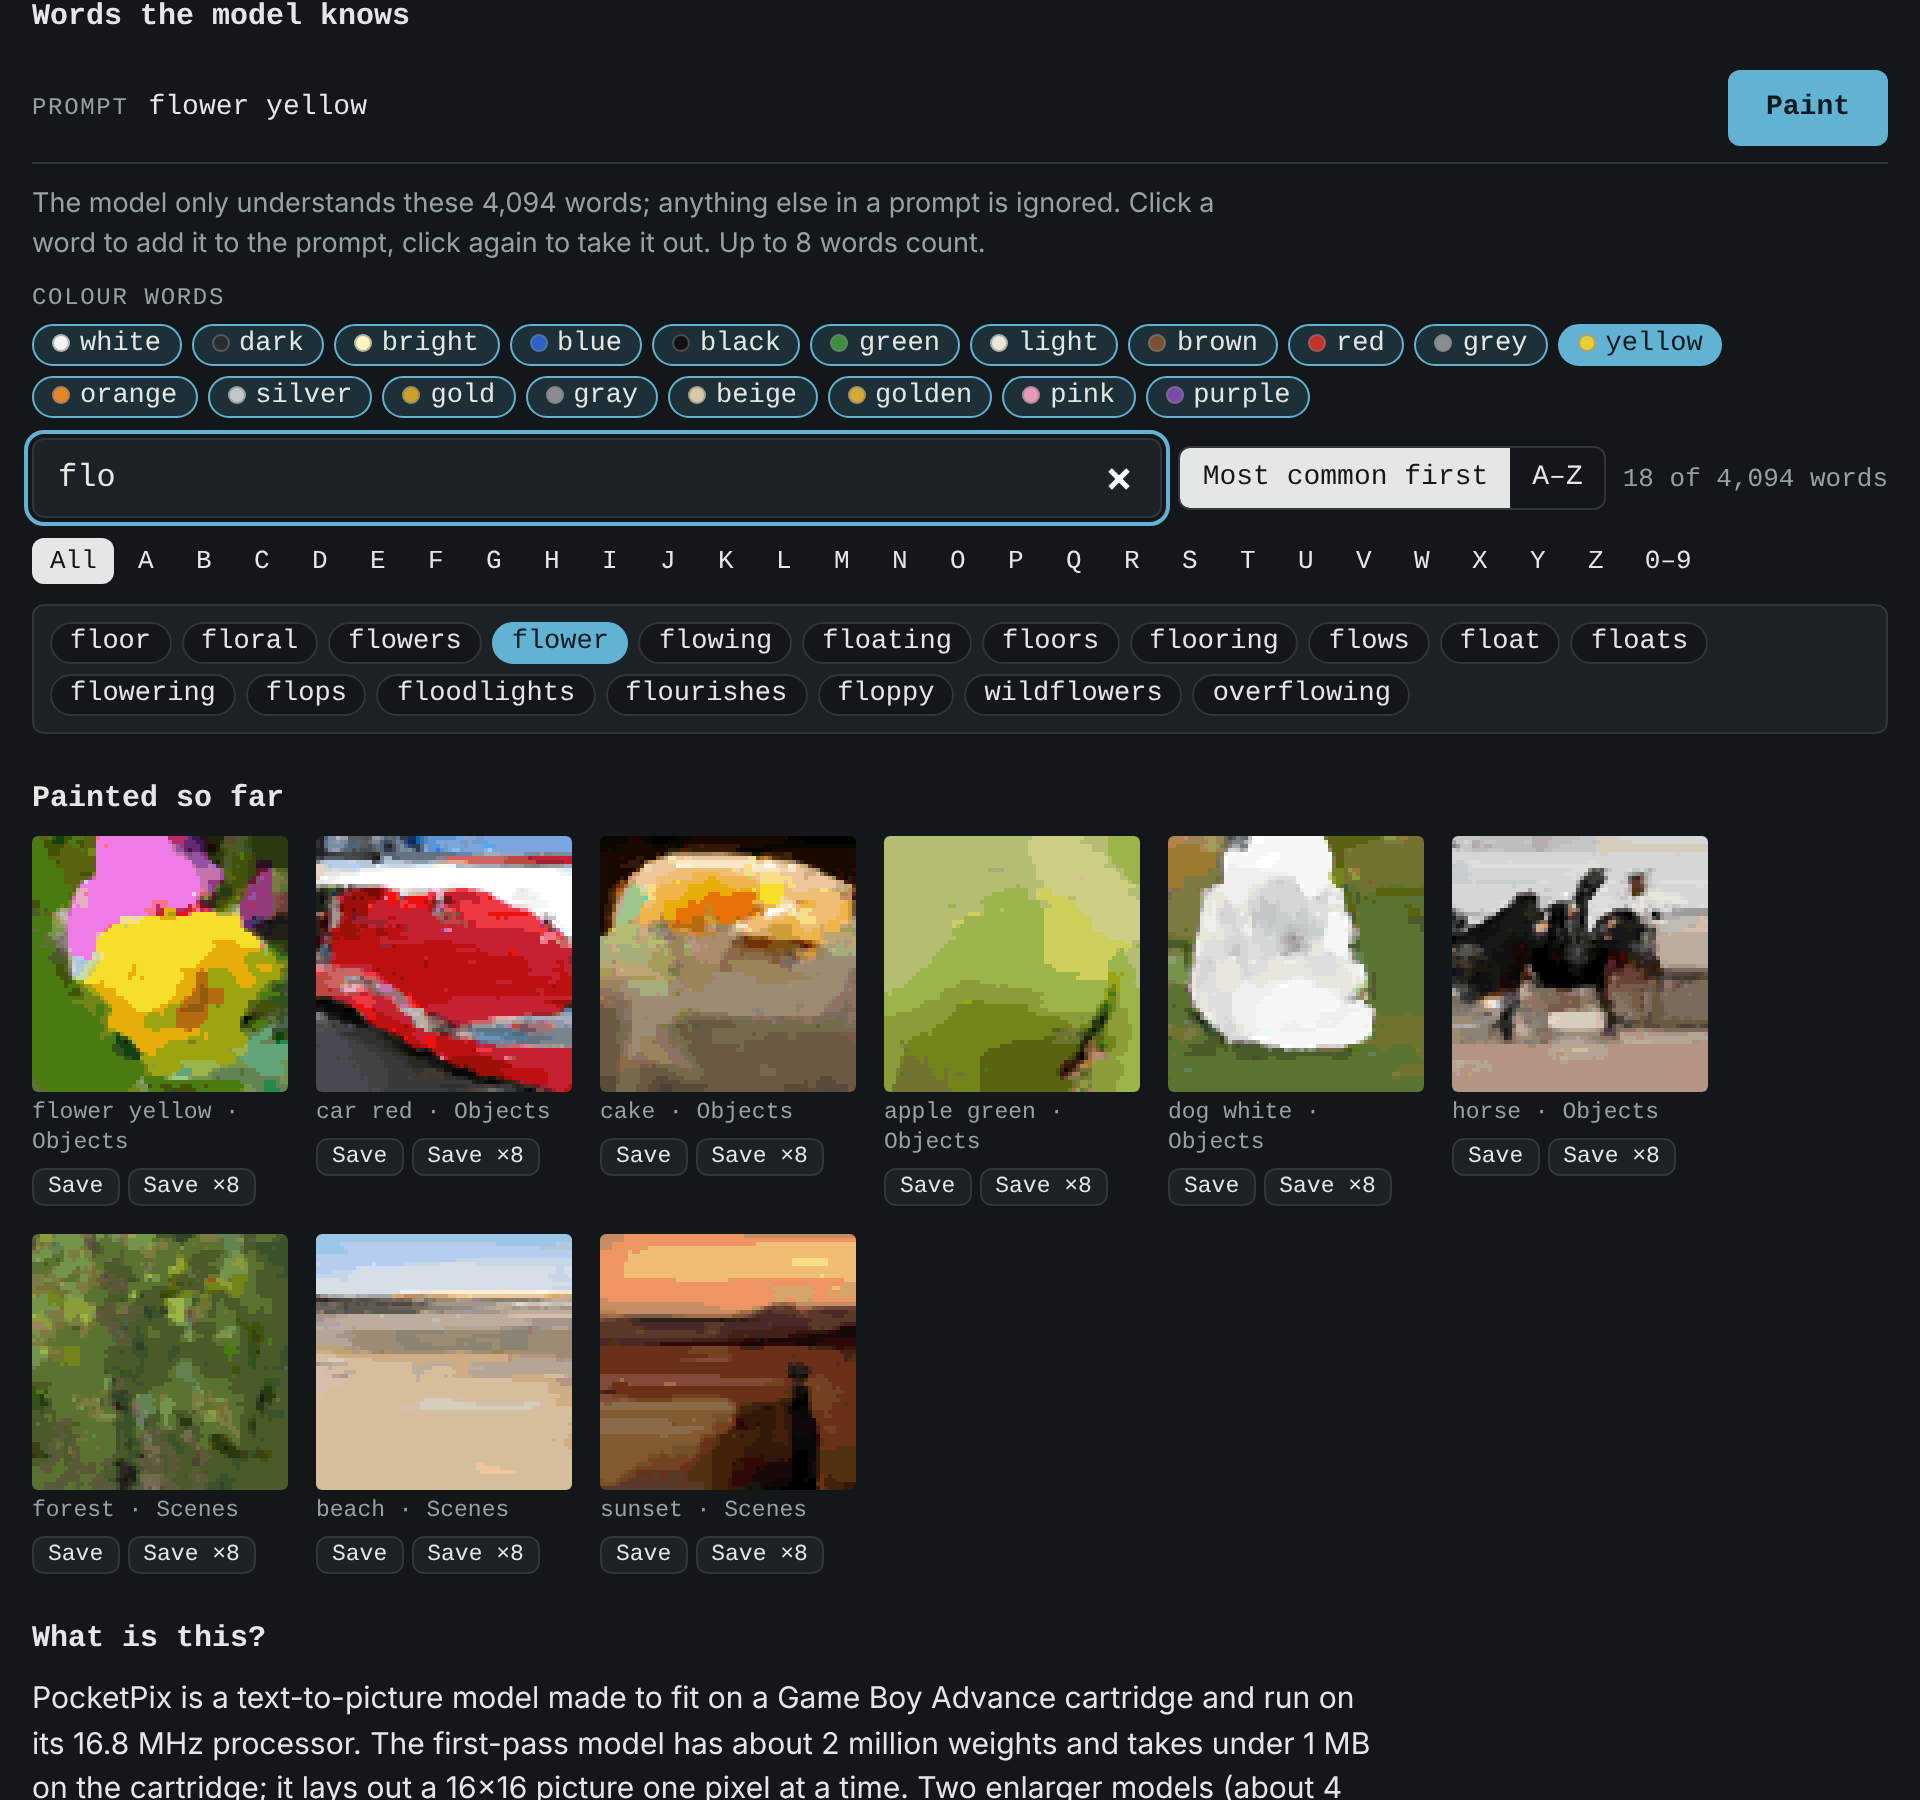 Words the model knows
PROMPT flower yellow
Paint
The model only understands these 4,094 words; anything else in a prompt is ignored. Click a
word to add it to the prompt, click again to take it out. Up to 8 words count.
COLOUR WORDS
white dark bright blue black green light brown red grey yellow
orange silver gold gray beige golden pink purple
flo × Most common first A–Z 18 of 4,094 words
All A B C D E F G H I J K L M N O P Q R S T U V W X Y Z 0–9
floor floral flowers flower flowing floating floors flooring flows float floats
flowering flops floodlights flourishes floppy wildflowers overflowing
Painted so far
flower yellow ·
Objects
Save Save ×8
car red · Objects
Save Save ×8
cake · Objects
Save Save ×8
apple green ·
Objects
Save Save ×8
dog white ·
Objects
Save Save ×8
horse · Objects
Save Save ×8
forest · Scenes
Save Save ×8
beach · Scenes
Save Save ×8
sunset · Scenes
Save Save ×8
What is this?
PocketPix is a text-to-picture model made to fit on a Game Boy Advance cartridge and run on
its 16.8 MHz processor. The first-pass model has about 2 million weights and takes under 1 MB
on the cartridge; it lays out a 16×16 picture one pixel at a time. Two enlarger models (about 4